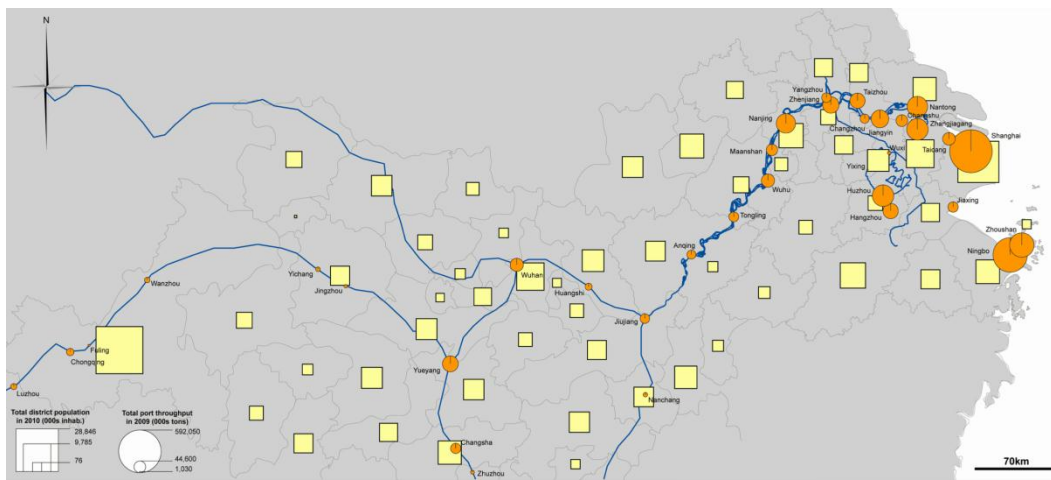 N
Yangzhou
Zhenjiang
Taizhou
Nantong
Changshu
Zhangjiagang
Nanjing
Changzhou
Jiangyin
Shanghai
Maanshan
Wuxi
Taicang
Yixing
Wuhu
Huzhou
Jiaxing
Hangzhou
Tongling
Zhoushan
Anqing
Ningbo
Wuhan
Yichang
Wanzhou
Jingzhou
Huangshi
Jiujiang
Fuling
Chongqing
Yueyang
Luzhou
Nanchang
Changsha
Zhuzhou
Total district population
in 2010 (000s inhab.)
28,846
9,785
76
Total port throughput
in 2009 (000s tons)
592,050
44,600
1,030
70km